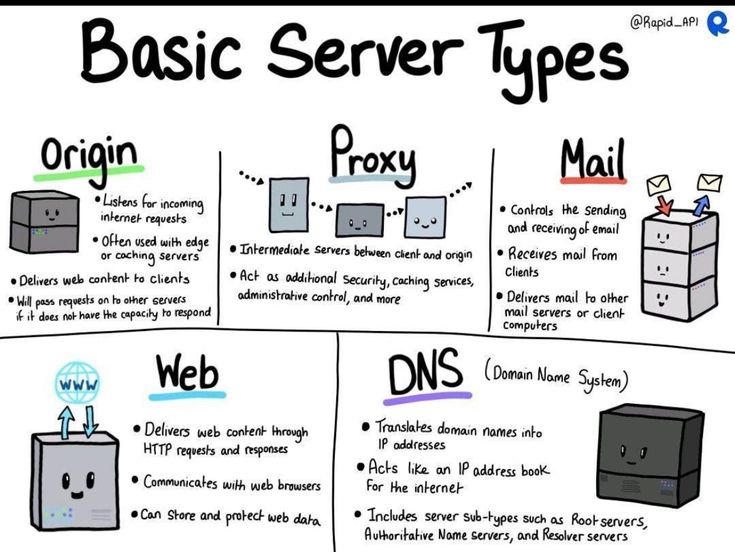 @Rapid_API
Basic Server Types
Origin
• Listens for incoming
internet requests
• Often used with edge
or caching servers
• Delivers web content to clients
• Will pass requests on to other servers
if it does not have the capacity to respond
Proxy
• Intermediate servers between client and origin
• Act as additional security, caching services,
administrative control, and more
Mail
• Controls the sending
and receiving of email
• Receives mail from
clients
• Delivers mail to other
mail servers or client
computers
Web
WWW
• Delivers web content through
HTTP requests and responses
• Communicates with web browsers
• Can store and protect web data
DNS (Domain Name System)
• Translates domain names into
IP addresses
• Acts like an IP address book
for the internet
• Includes server sub-types such as Root servers,
Authoritative Name servers, and Resolver servers